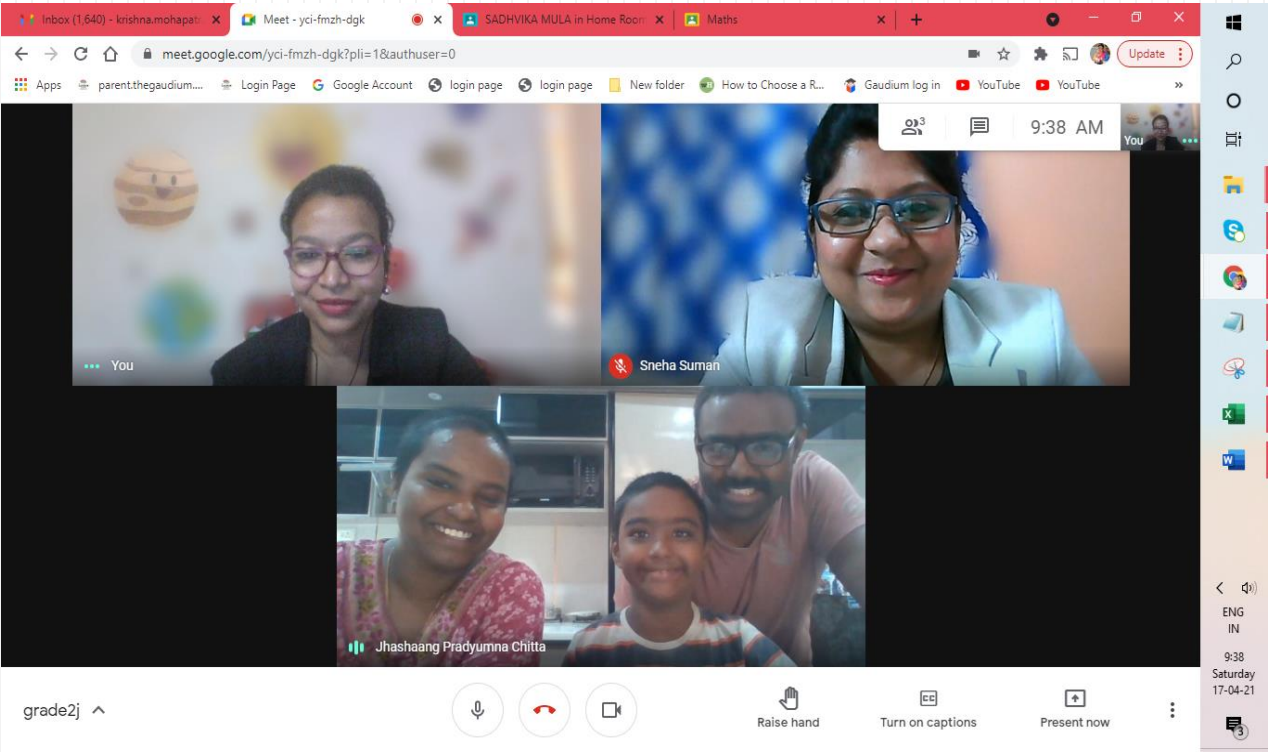 Inbox (1,640) - krishna.mohapat
Meet - yci-fmzh-dgk
SADHVIKA MULA in Home Room
Maths
meet.google.com/yci-fmzh-dgk?pli=1&authuser=0
Update
Apps
parent.thegaudium....
Login Page
Google Account
login page
login page
New folder
How to Choose a R...
Gaudium log in
YouTube
YouTube
»
3
9:38 AM
You
You
Sneha Suman
Jhashaang Pradyumna Chitta
grade2j
Raise hand
CC
Turn on captions
Present now
ENG
IN
9:38
Saturday
17-04-21
3